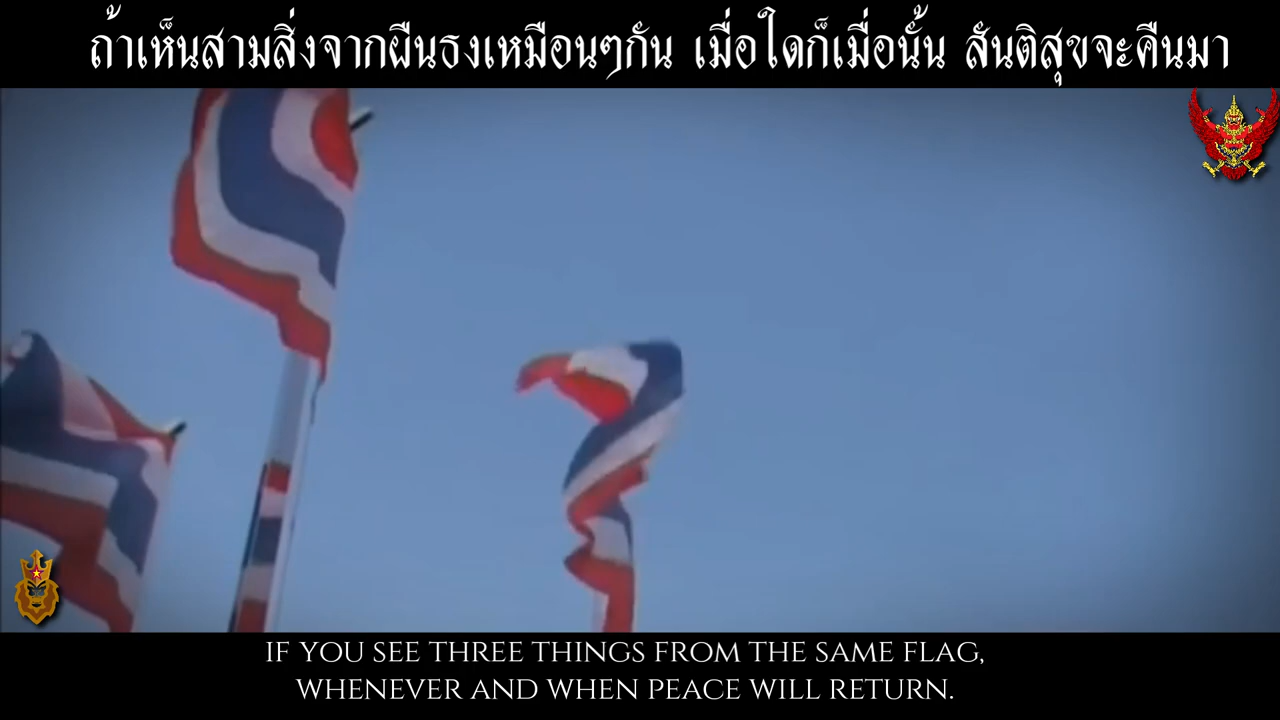 ถ้าเห็นสามสิ่งจากผืนธงเหมือนๆกัน เมื่อใดก็เมื่อนั้น สันติสุขจะคืนมา
IF YOU SEE THREE THINGS FROM THE SAME FLAG,
WHENEVER AND WHEN PEACE WILL RETURN.